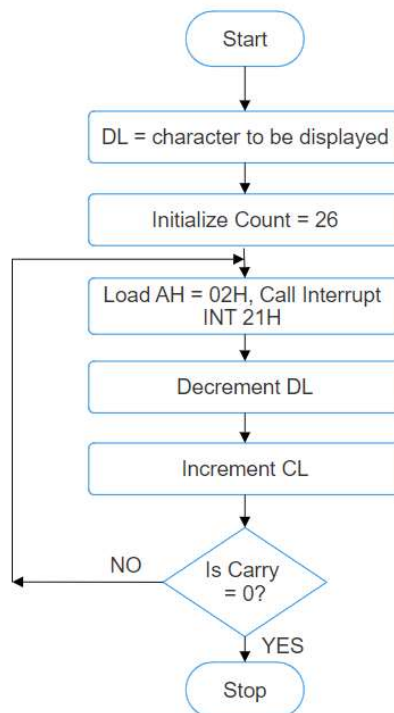 Start
DL = character to be displayed
Initialize Count = 26
Load AH = 02H, Call Interrupt
INT 21H
Decrement DL
Increment CL
Is Carry
= 0?
NO
YES
Stop